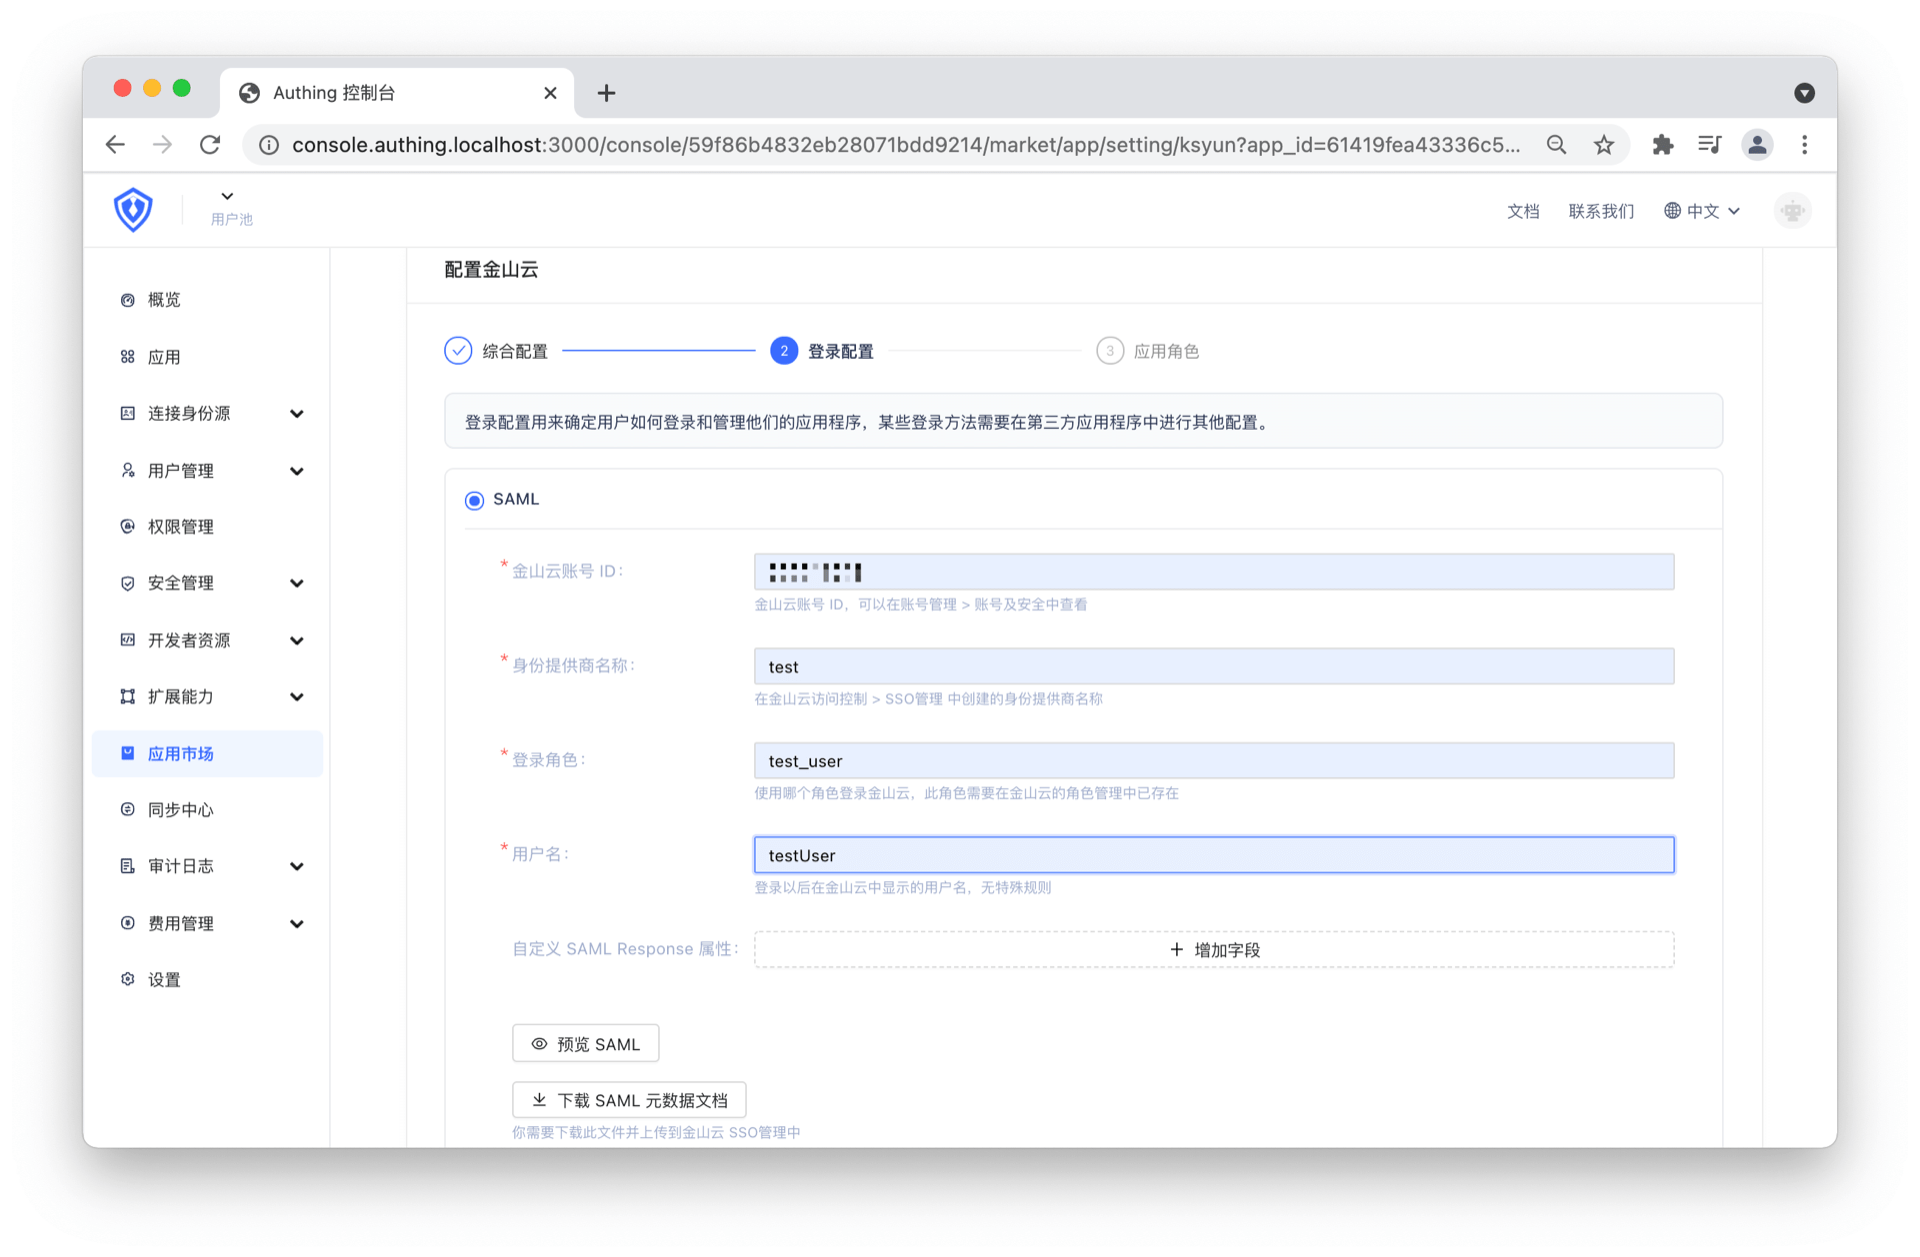 Authing 控制台
console.authing.localhost:3000/console/59f86b4832eb28071bdd9214/market/app/setting/ksyun?app_id=61419fea43336c5...
用户池
文档 联系我们 中文
概览
应用
连接身份源
用户管理
权限管理
安全管理
开发者资源
扩展能力
应用市场
同步中心
审计日志
费用管理
设置
配置金山云
综合配置 2 登录配置 3 应用角色
登录配置用来确定用户如何登录和管理他们的应用程序，某些登录方法需要在第三方应用程序中进行其他配置。
SAML
* 金山云账号 ID：
金山云账号 ID，可以在账号管理 > 账号及安全中查看
* 身份提供商名称： test
在金山云访问控制 > SSO管理 中创建的身份提供商名称
* 登录角色： test_user
使用哪个角色登录金山云，此角色需要在金山云的角色管理中已存在
* 用户名： testUser
登录以后在金山云中显示的用户名，无特殊规则
自定义 SAML Response 属性： + 增加字段
预览 SAML
下载 SAML 元数据文档
你需要下载此文件并上传到金山云 SSO管理中